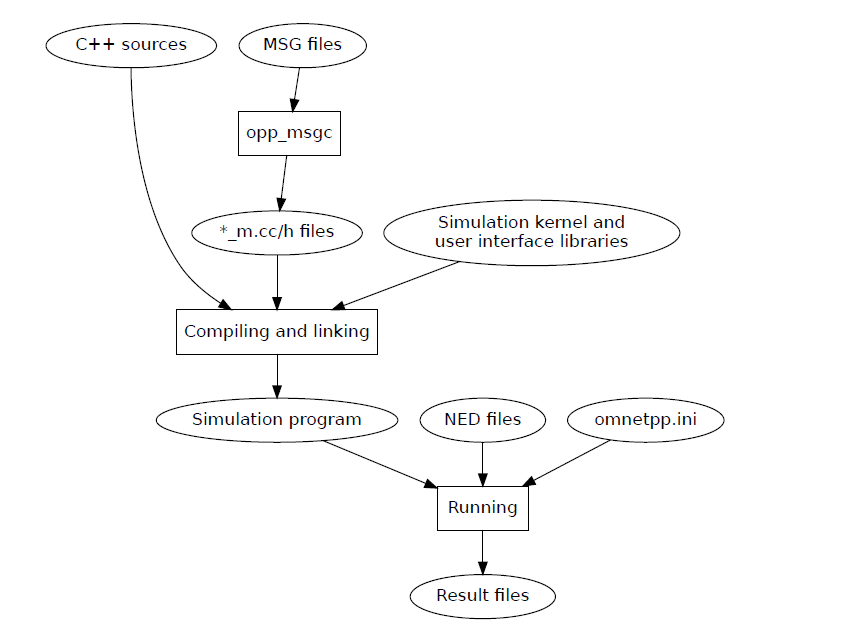 C++ sources
MSG files
opp_msgc
*_m.cc/h files
Simulation kernel and
user interface libraries
Compiling and linking
Simulation program
NED files
omnetpp.ini
Running
Result files